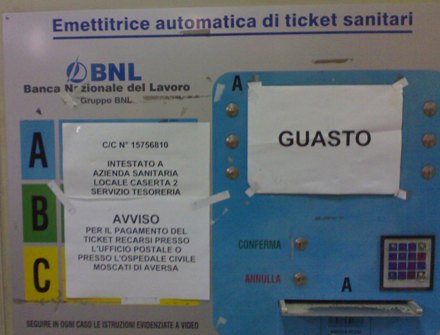 Emettitrice automatica di ticket sanitari
BNL
Banca Nazionale del Lavoro
Gruppo BNL
A
B
C
C/C N° 15756810
INTESTATO A
AZIENDA SANITARIA
LOCALE CASERTA 2
SERVIZIO TESORERIA
AVVISO
PER IL PAGAMENTO DEL
TICKET RECARSI PRESSO
L'UFFICIO POSTALE O
PRESSO L'OSPEDALE CIVILE
MOSCATI DI AVERSA
SEGUIRE IN OGNI CASO LE ISTRUZIONI EVIDENZIATE A VIDEO
A
GUASTO
CONFERMA
ANNULLA
A